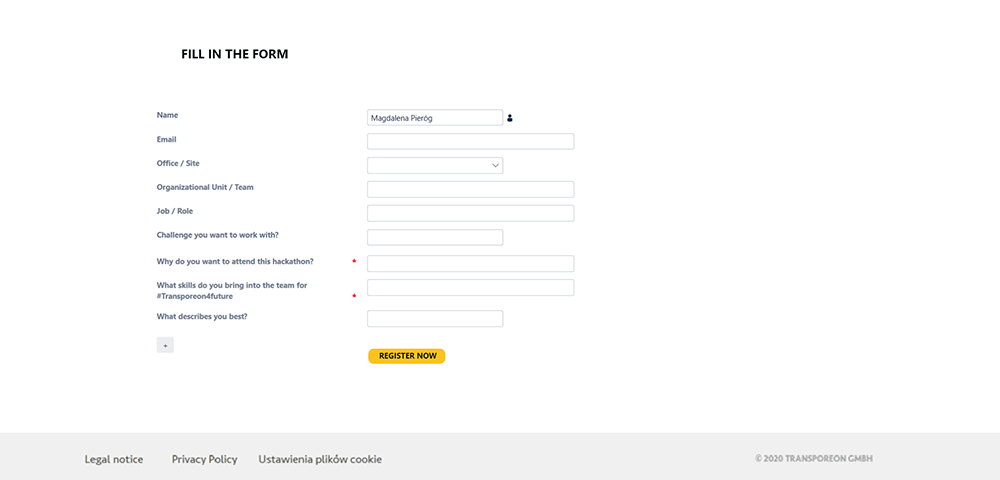 FILL IN THE FORM
Name
Magdalena Pieróg
Email
Office / Site
Organizational Unit / Team
Job / Role
Challenge you want to work with?
Why do you want to attend this hackathon? *
What skills do you bring into the team for
#Transporeon4future *
What describes you best?
+
REGISTER NOW
Legal notice Privacy Policy Ustawienia plików cookie © 2020 TRANSPOREON GMBH